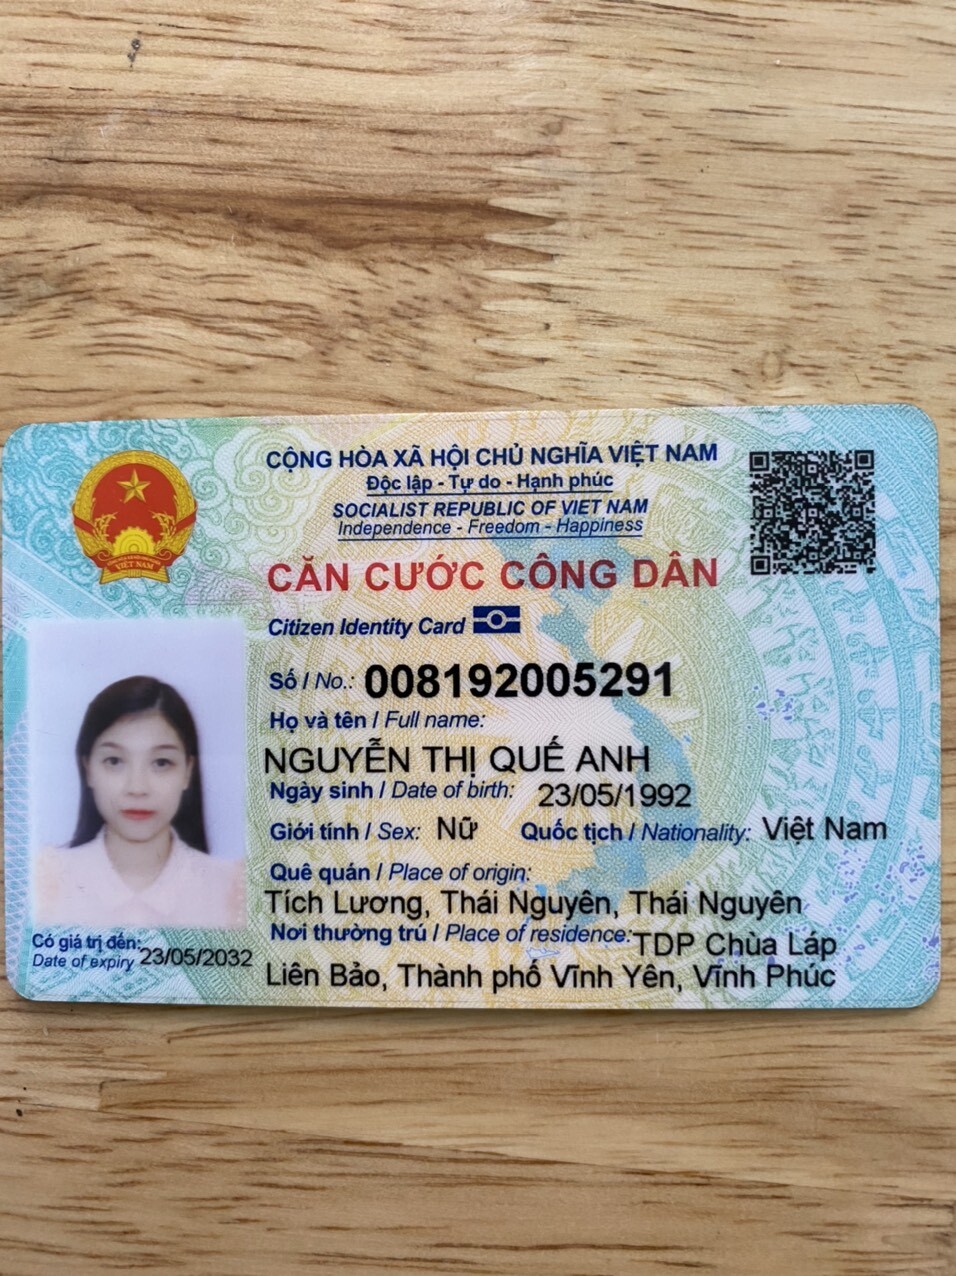 CỘNG HÒA XÃ HỘI CHỦ NGHĨA VIỆT NAM
Độc lập - Tự do - Hạnh phúc
SOCIALIST REPUBLIC OF VIET NAM
Independence - Freedom - Happiness
CĂN CƯỚC CÔNG DÂN
Citizen Identity Card
VIỆT NAM
Số / No.: 008192005291
Họ và tên / Full name:
NGUYỄN THỊ QUẾ ANH
Ngày sinh / Date of birth: 23/05/1992
Giới tính / Sex: Nữ Quốc tịch / Nationality: Việt Nam
Quê quán / Place of origin:
Tích Lương, Thái Nguyên, Thái Nguyên
Nơi thường trú / Place of residence: TDP Chùa Láp
Liên Bảo, Thành phố Vĩnh Yên, Vĩnh Phúc
Có giá trị đến: 23/05/2032
Date of expiry